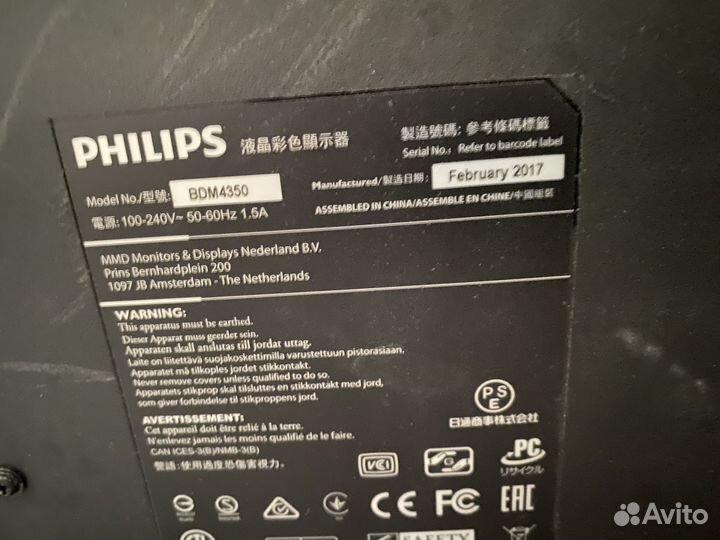 PHILIPS 液晶彩色顯示器
製造號碼: 參考條碼標籤
Serial No.: Refer to barcode label
Model No./型號: BDM4350
Manufactured/製造日期: February 2017
電源: 100-240V~ 50-60Hz 1.5A
ASSEMBLED IN CHINA/ASSEMBLE EN CHINE/中國組裝
MMD Monitors & Displays Nederland B.V.
Prins Bernhardplein 200
1097 JB Amsterdam - The Netherlands
WARNING:
This apparatus must be earthed.
Dieser Apparat muss geerdet sein.
Apparaten skall anslutas till jordat uttag.
Laite on liitettävä suojakoskettimilla varustettuun pistorasiaan.
Apparatet må tilkoples jordet stikkontakt.
Never remove covers unless qualified to do so.
Apparatets stikprop skal tilsluttes en stikkontakt med jord,
som giver forbindelse til stikproppens jord.
AVERTISSEMENT:
Cet appareil doit être relié à la terre.
N'enlevez jamais les moins qualifié de le faire.
CAN ICES-3(B)/NMB-3(B)
警語: 使用過度恐傷害視力。
PSE
日通商事株式会社
VCI
G
PC
リサイクル
CE FC EAC
SAFETY
Avito